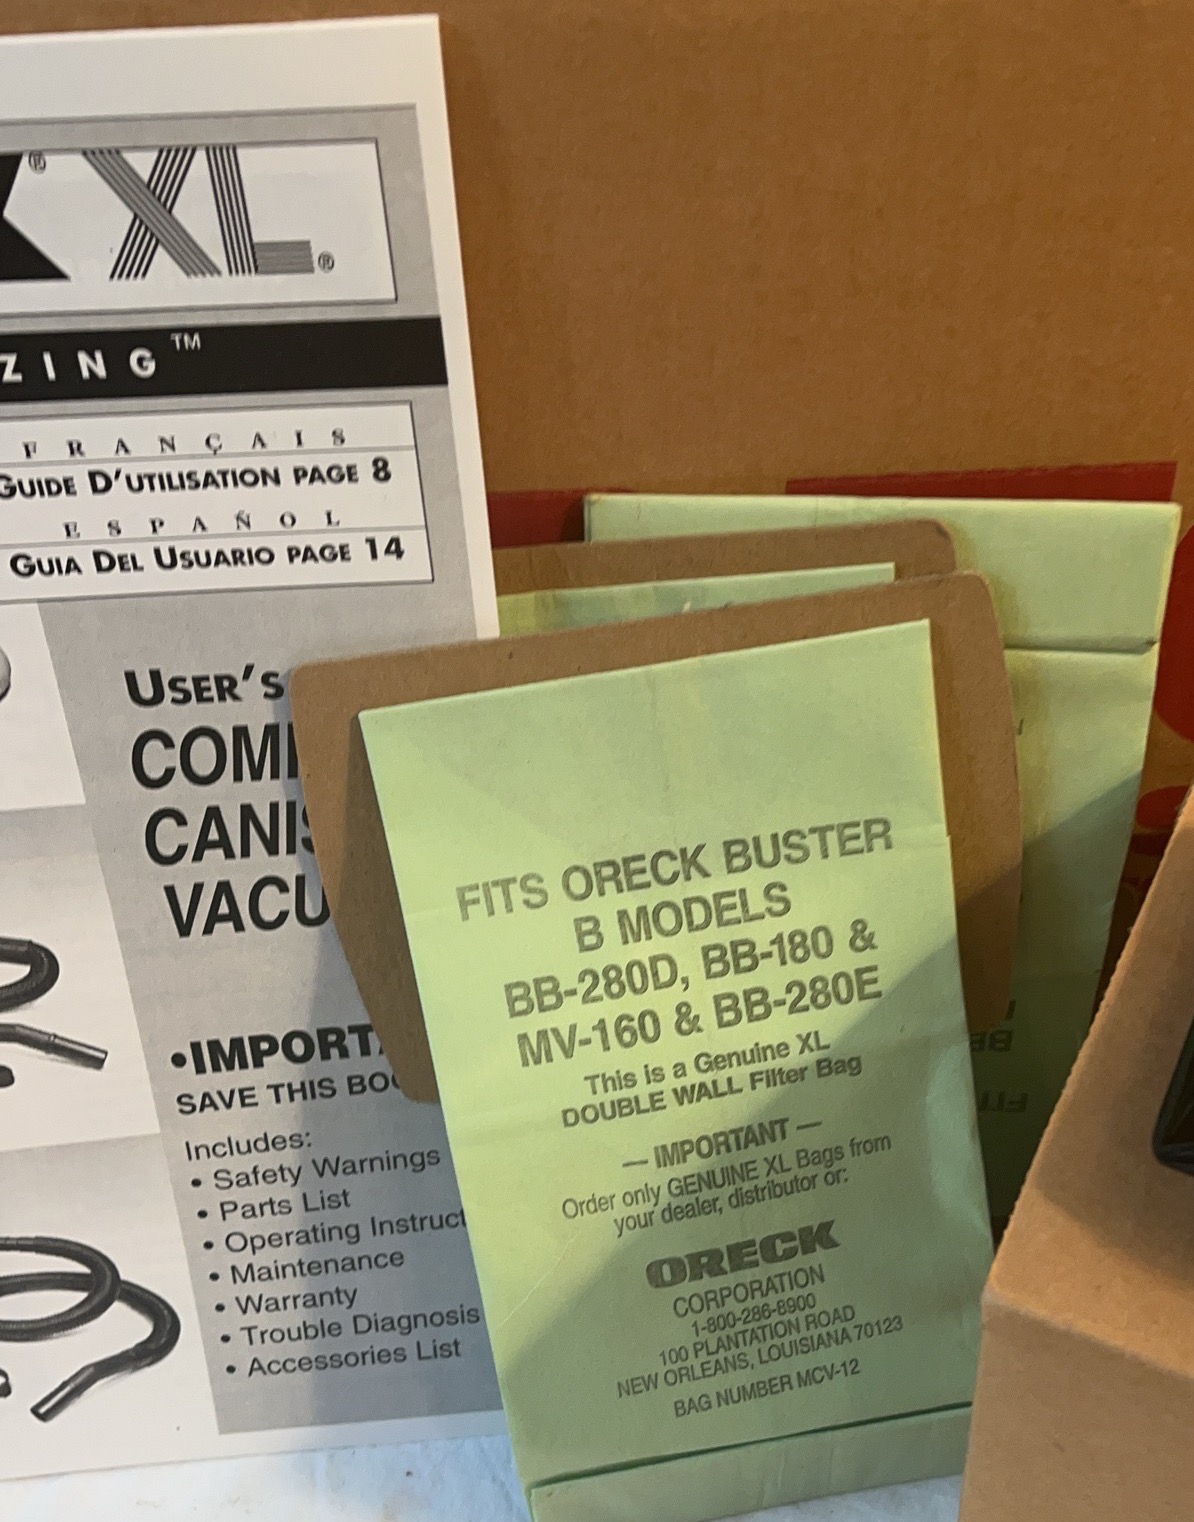 ® XL®
ZING™
FRANÇAIS
GUIDE D'UTILISATION PAGE 8
ESPAÑOL
GUIA DEL USUARIO PAGE 14
USER'S
COM
CANIS
VACU
•IMPORT
SAVE THIS BO
Includes:
• Safety Warnings
• Parts List
• Operating Instruct
• Maintenance
• Warranty
• Trouble Diagnosis
• Accessories List
FITS ORECK BUSTER
B MODELS
BB-280D, BB-180 &
MV-160 & BB-280E
This is a Genuine XL
DOUBLE WALL Filter Bag
— IMPORTANT —
Order only GENUINE XL Bags from
your dealer, distributor or:
ORECK
CORPORATION
1-800-286-8900
100 PLANTATION ROAD
NEW ORLEANS, LOUISIANA 70123
BAG NUMBER MCV-12